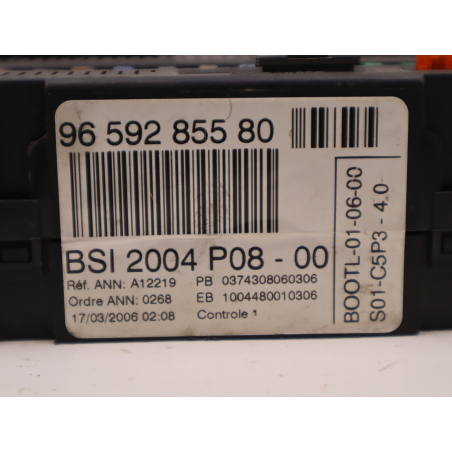 96 592 855 80
BSI 2004 P08 - 00
Réf. ANN: A12219 PB 0374308060306
Ordre ANN: 0268 EB 1004480010306
17/03/2006 02:08 Controle 1
BOOTL-01-06-00
S01-C5P3 - 4.0